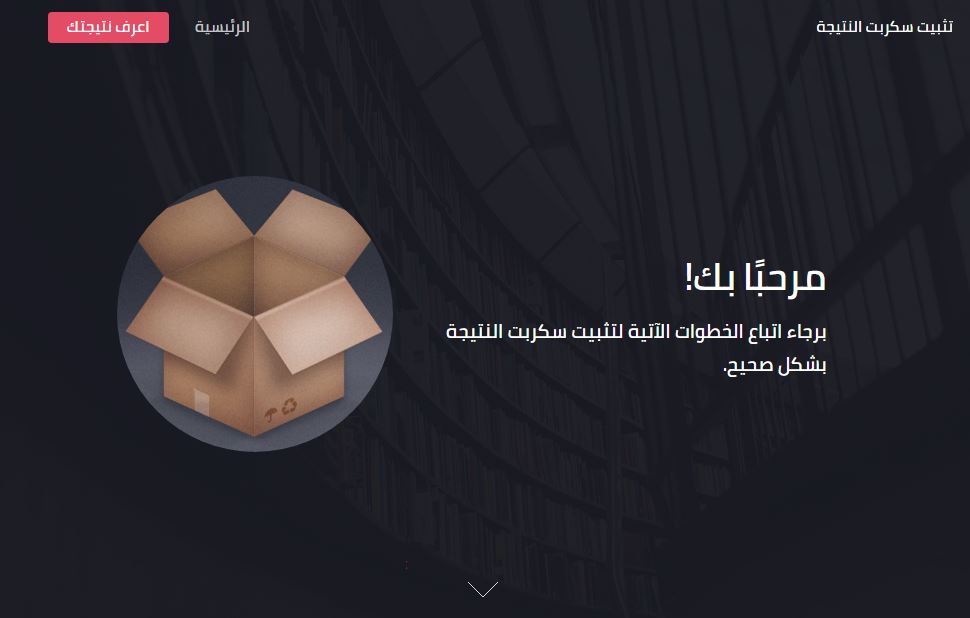 تثبيت سكربت النتيجة
الرئيسية
اعرف نتيجتك
مرحبًا بك!
برجاء اتباع الخطوات الآتية لتثبيت سكربت النتيجة
بشكل صحيح.